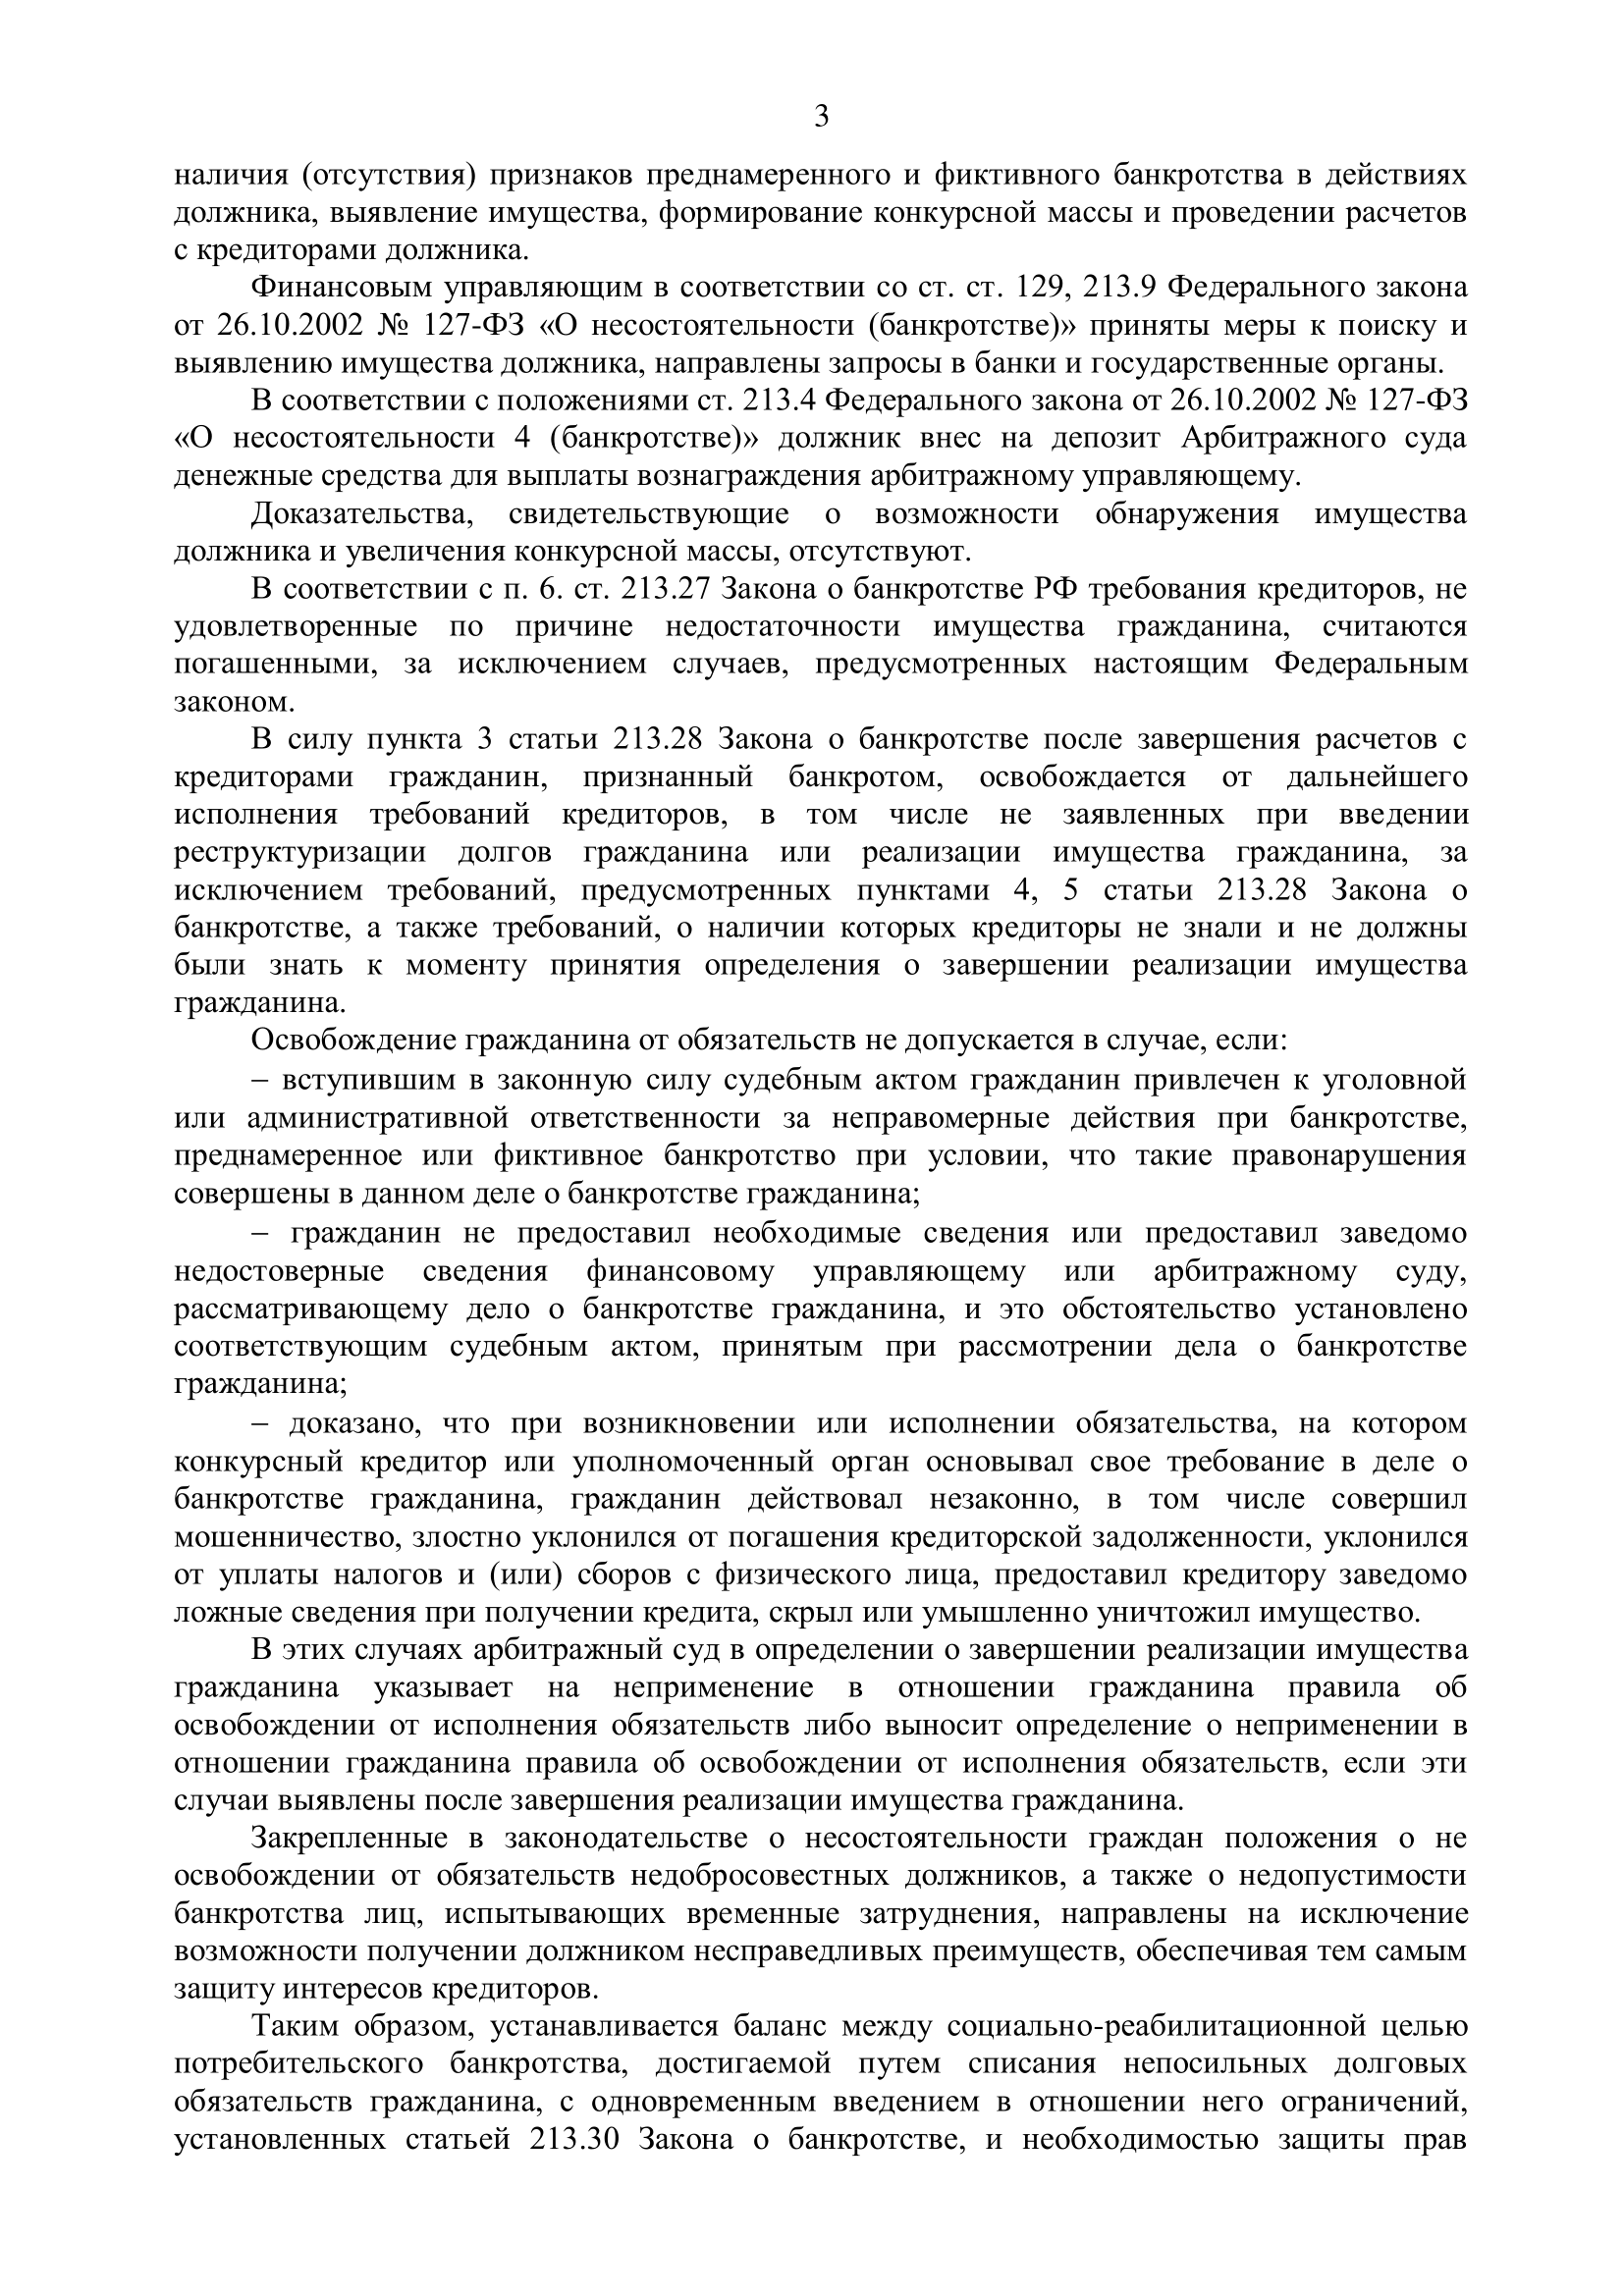 3
наличия (отсутствия) признаков преднамеренного и фиктивного банкротства в действиях
должника, выявление имущества, формирование конкурсной массы и проведении расчетов
с кредиторами должника.
Финансовым управляющим в соответствии со ст. ст. 129, 213.9 Федерального закона
от 26.10.2002 № 127-ФЗ «О несостоятельности (банкротстве)» приняты меры к поиску и
выявлению имущества должника, направлены запросы в банки и государственные органы.
В соответствии с положениями ст. 213.4 Федерального закона от 26.10.2002 № 127-ФЗ
«О несостоятельности 4 (банкротстве)» должник внес на депозит Арбитражного суда
денежные средства для выплаты вознаграждения арбитражному управляющему.
Доказательства, свидетельствующие о возможности обнаружения имущества
должника и увеличения конкурсной массы, отсутствуют.
В соответствии с п. 6. ст. 213.27 Закона о банкротстве РФ требования кредиторов, не
удовлетворенные по причине недостаточности имущества гражданина, считаются
погашенными, за исключением случаев, предусмотренных настоящим Федеральным
законом.
В силу пункта 3 статьи 213.28 Закона о банкротстве после завершения расчетов с
кредиторами гражданин, признанный банкротом, освобождается от дальнейшего
исполнения требований кредиторов, в том числе не заявленных при введении
реструктуризации долгов гражданина или реализации имущества гражданина, за
исключением требований, предусмотренных пунктами 4, 5 статьи 213.28 Закона о
банкротстве, а также требований, о наличии которых кредиторы не знали и не должны
были знать к моменту принятия определения о завершении реализации имущества
гражданина.
Освобождение гражданина от обязательств не допускается в случае, если:
– вступившим в законную силу судебным актом гражданин привлечен к уголовной
или административной ответственности за неправомерные действия при банкротстве,
преднамеренное или фиктивное банкротство при условии, что такие правонарушения
совершены в данном деле о банкротстве гражданина;
– гражданин не предоставил необходимые сведения или предоставил заведомо
недостоверные сведения финансовому управляющему или арбитражному суду,
рассматривающему дело о банкротстве гражданина, и это обстоятельство установлено
соответствующим судебным актом, принятым при рассмотрении дела о банкротстве
гражданина;
– доказано, что при возникновении или исполнении обязательства, на котором
конкурсный кредитор или уполномоченный орган основывал свое требование в деле о
банкротстве гражданина, гражданин действовал незаконно, в том числе совершил
мошенничество, злостно уклонился от погашения кредиторской задолженности, уклонился
от уплаты налогов и (или) сборов с физического лица, предоставил кредитору заведомо
ложные сведения при получении кредита, скрыл или умышленно уничтожил имущество.
В этих случаях арбитражный суд в определении о завершении реализации имущества
гражданина указывает на неприменение в отношении гражданина правила об
освобождении от исполнения обязательств либо выносит определение о неприменении в
отношении гражданина правила об освобождении от исполнения обязательств, если эти
случаи выявлены после завершения реализации имущества гражданина.
Закрепленные в законодательстве о несостоятельности граждан положения о не
освобождении от обязательств недобросовестных должников, а также о недопустимости
банкротства лиц, испытывающих временные затруднения, направлены на исключение
возможности получении должником несправедливых преимуществ, обеспечивая тем самым
защиту интересов кредиторов.
Таким образом, устанавливается баланс между социально-реабилитационной целью
потребительского банкротства, достигаемой путем списания непосильных долговых
обязательств гражданина, с одновременным введением в отношении него ограничений,
установленных статьей 213.30 Закона о банкротстве, и необходимостью защиты прав